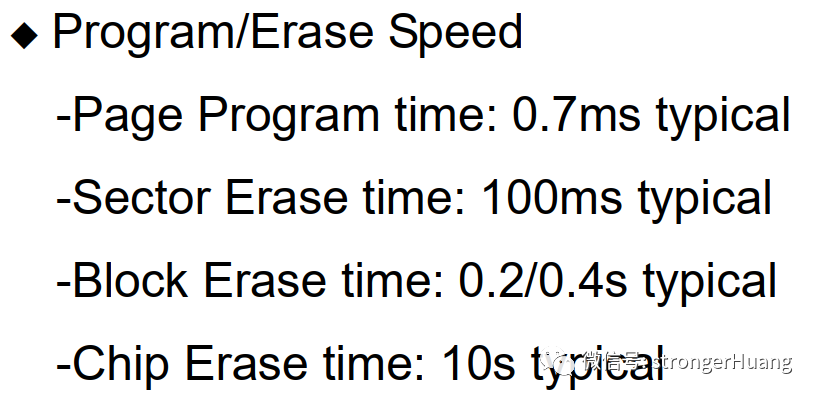 ◆ Program/Erase Speed
-Page Program time: 0.7ms typical
-Sector Erase time: 100ms typical
-Block Erase time: 0.2/0.4s typical
-Chip Erase time: 10s typical
微信号: strongerHuang